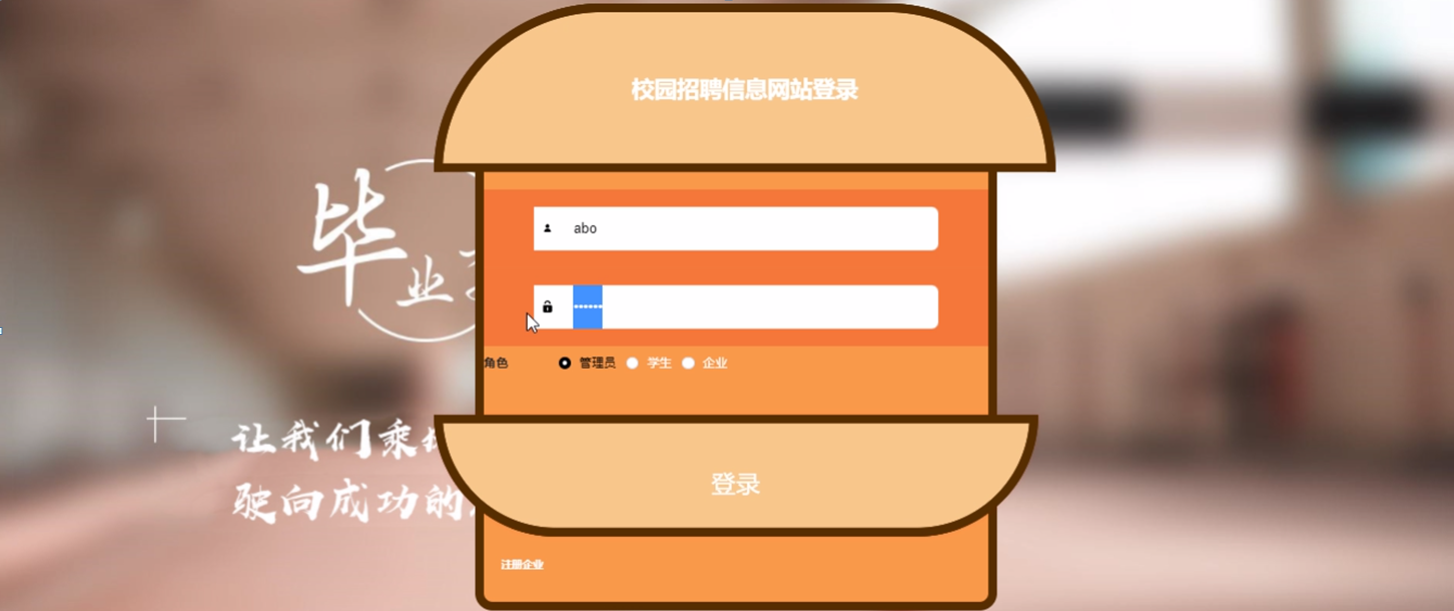 校园招聘信息网站登录
毕业
abo
••••••
角色 管理员 学生 企业
让我们乘
驶向成功的
登录
注册企业